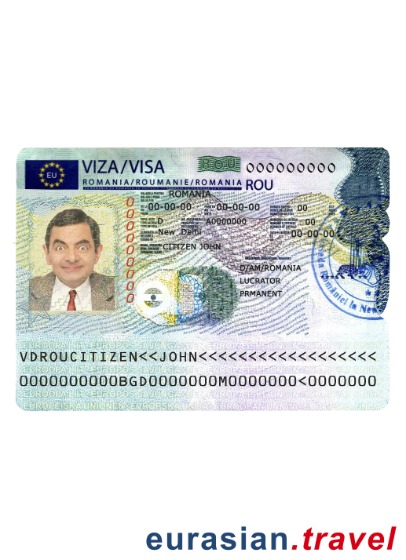 VIZA/VISA ROU 000000000
ROMANIA/ROUMANIE/ROMANIA ROU
EU
ROMANIA
00-00-00 00-00-00 00
D A0000000 00-00-00
New Delhi
CITIZEN JOHN
D/AM/ROMANIA
LUCRATOR
PRMANENT
VDROUCITIZEN<<JOHN<<<<<<<<<<<<<<<<<<
0000000000BGD0000000M0000000<0000000
eurasian.travel